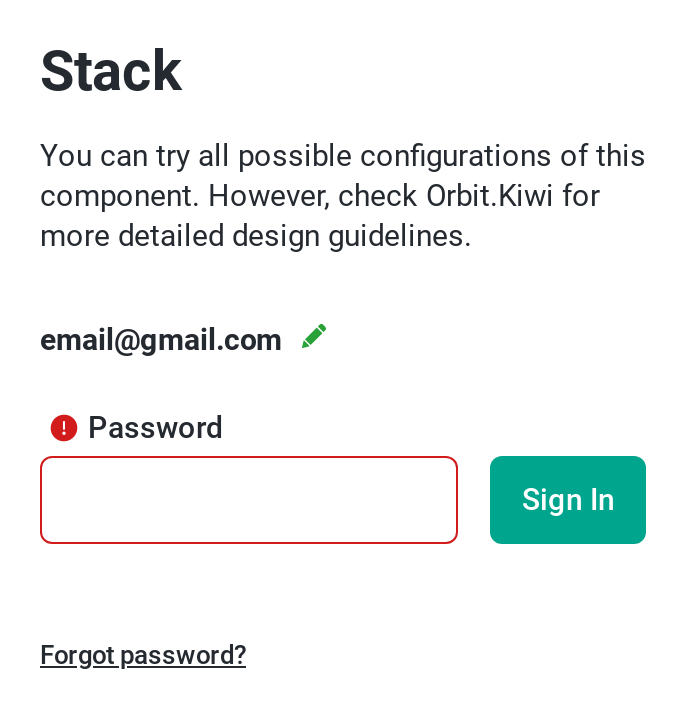 Stack
You can try all possible configurations of this
component. However, check Orbit.Kiwi for
more detailed design guidelines.
email@gmail.com
Password
Sign In
Forgot password?